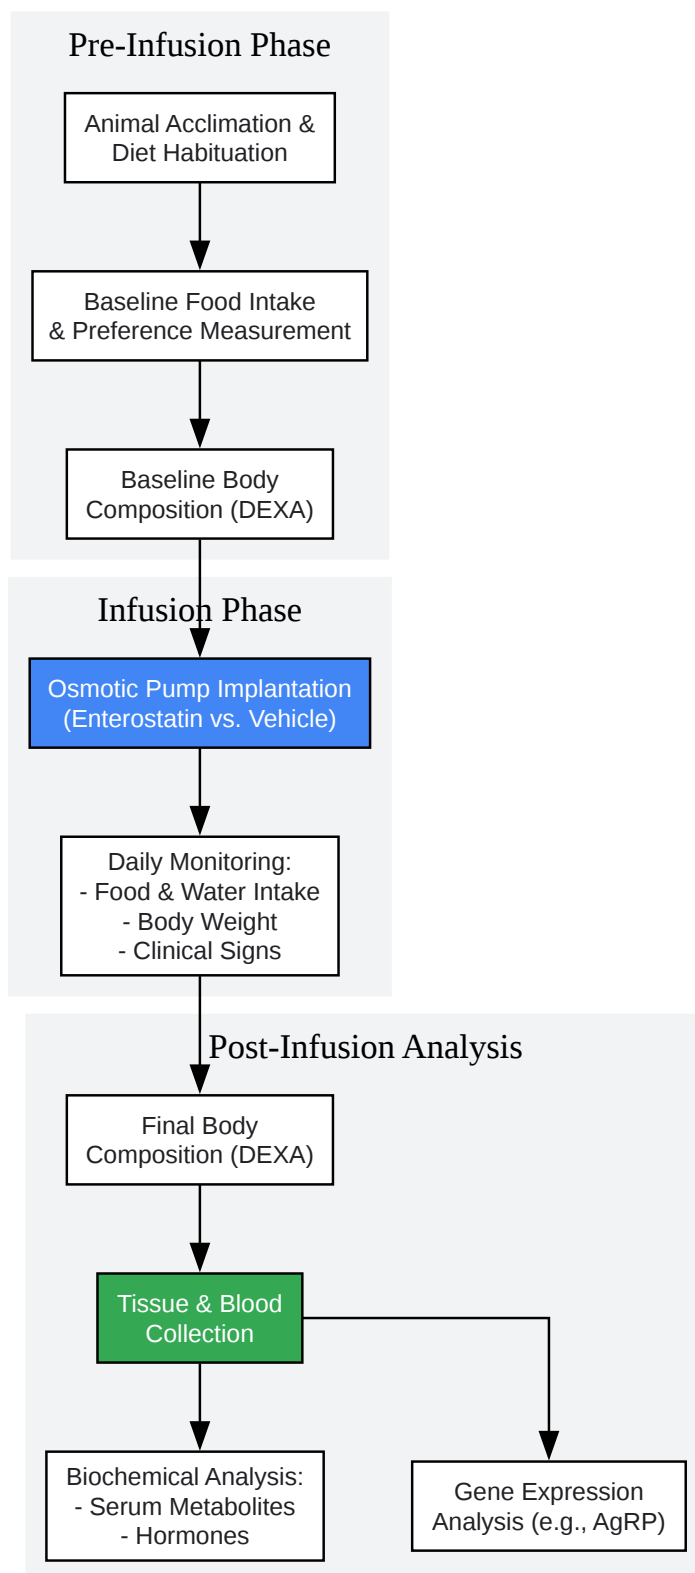 Pre-Infusion Phase
Animal Acclimation &
Diet Habituation
Baseline Food Intake
& Preference Measurement
Baseline Body
Composition (DEXA)
Infusion Phase
Osmotic Pump Implantation
(Enterostatin vs. Vehicle)
Daily Monitoring:
- Food & Water Intake
- Body Weight
- Clinical Signs
Post-Infusion Analysis
Final Body
Composition (DEXA)
Tissue & Blood
Collection
Biochemical Analysis:
- Serum Metabolites
- Hormones
Gene Expression
Analysis (e.g., AgRP)